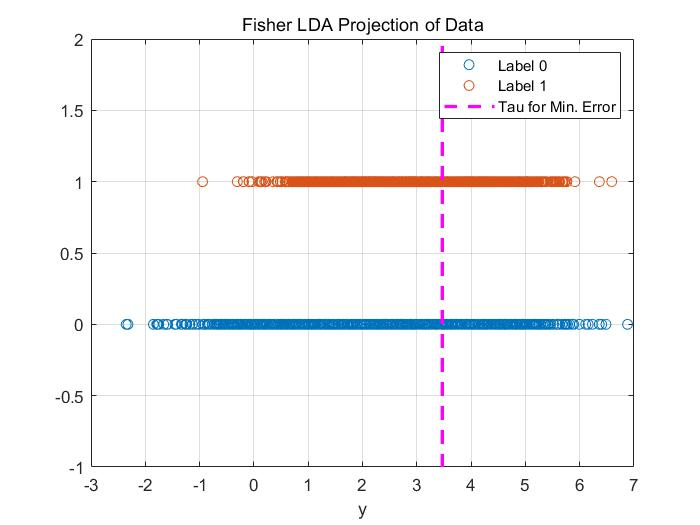 Fisher LDA Projection of Data
2
1.5
1
0.5
0
-0.5
-1
Label 0
Label 1
Tau for Min. Error
-3 -2 -1 0 1 2 3 4 5 6 7
y